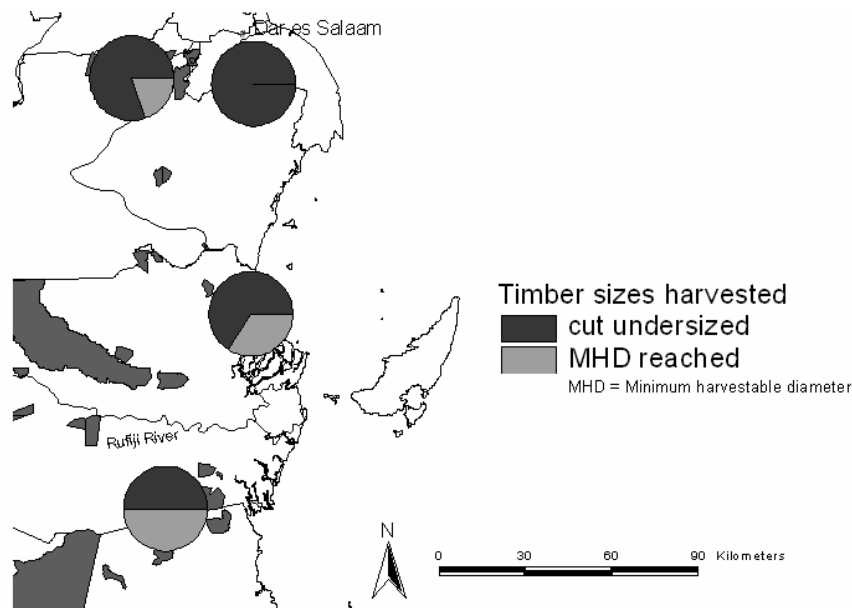 Dar es Salaam
Timber sizes harvested
cut undersized
MHD reached
MHD = Minimum harvestable diameter
Rufiji River
N
0 30 60 90 Kilometers